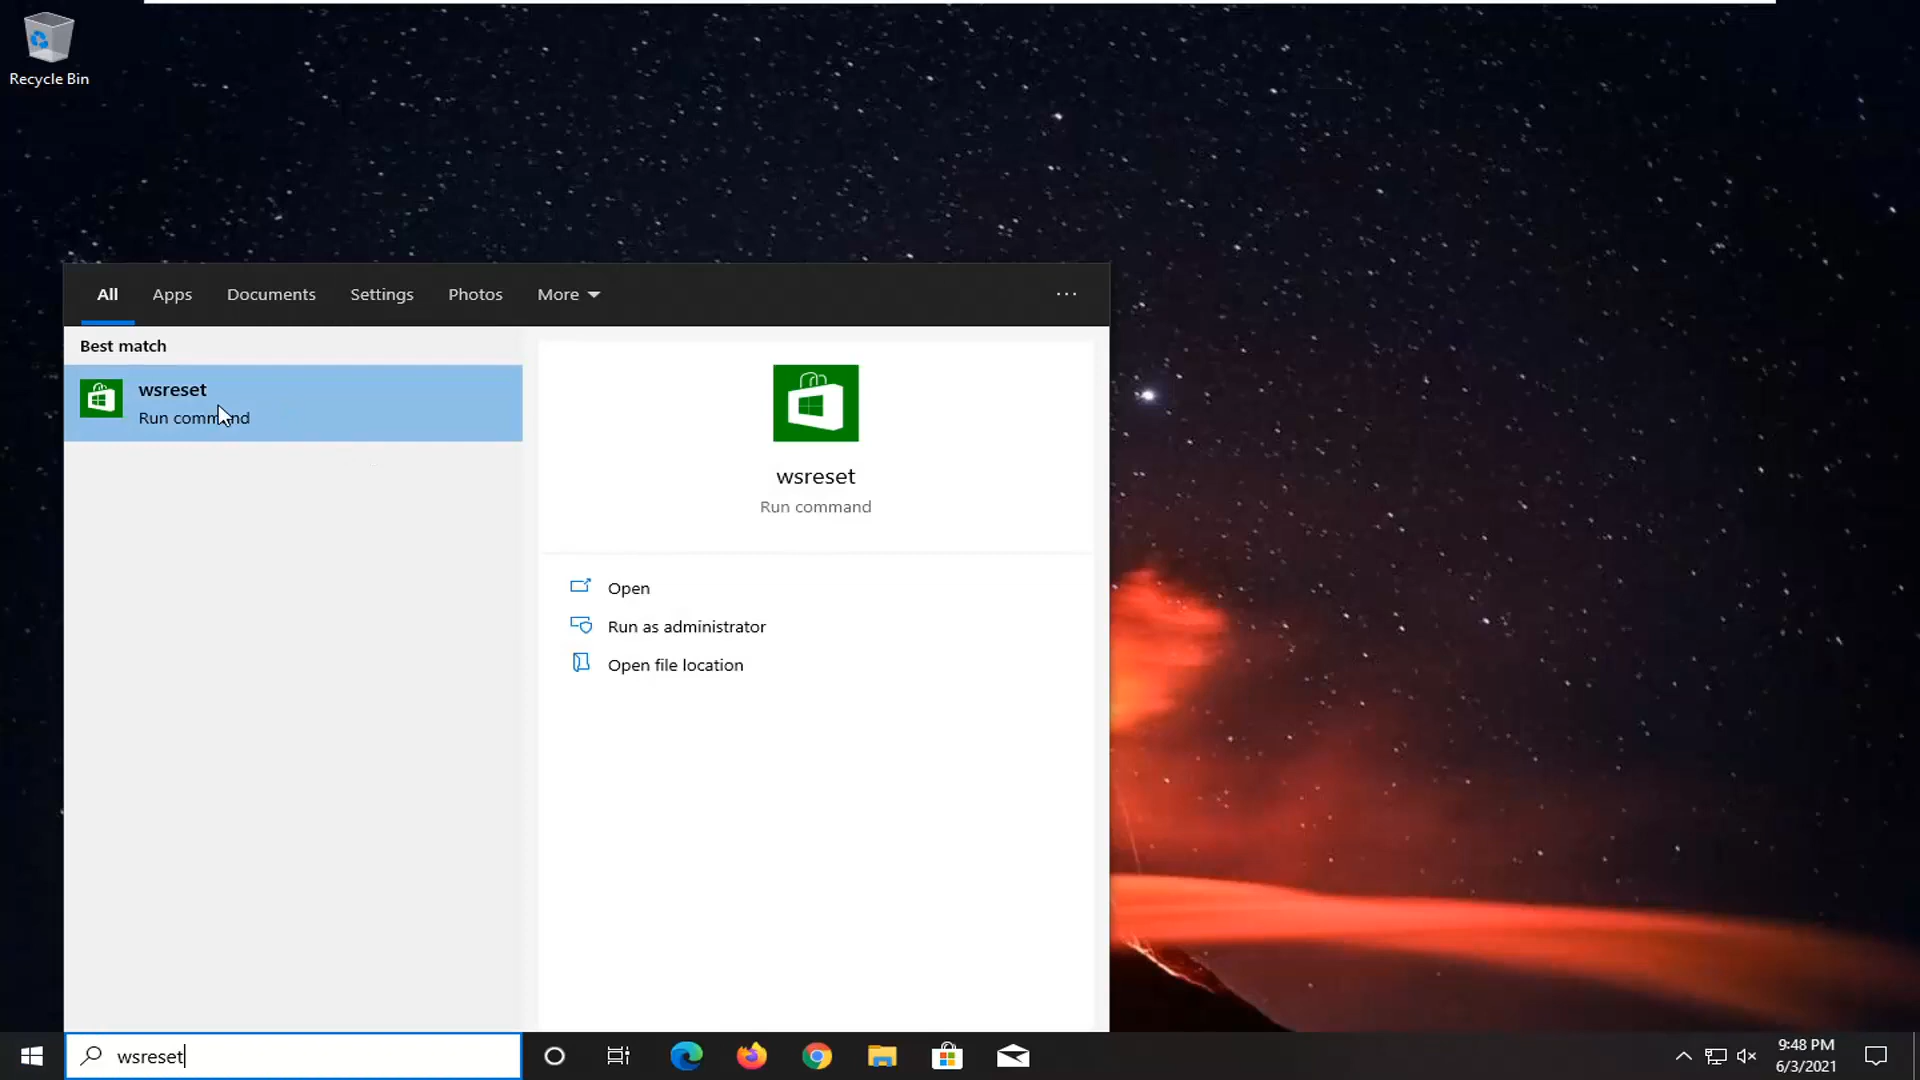 Recycle Bin
All Apps Documents Settings Photos More ...
Best match
wsreset
Run command
wsreset
Run command
Open
Run as administrator
Open file location
wsreset
9:48 PM
6/3/2021